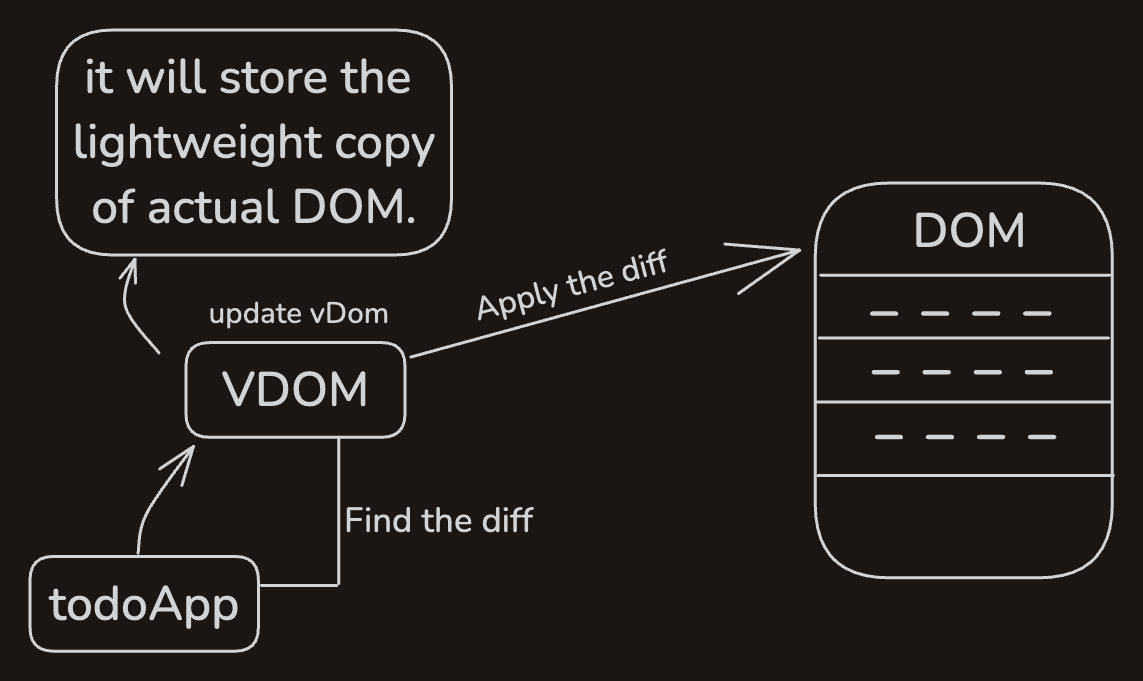 it will store the
lightweight copy
of actual DOM.
DOM
Apply the diff
update vDom
VDOM
Find the diff
todoApp